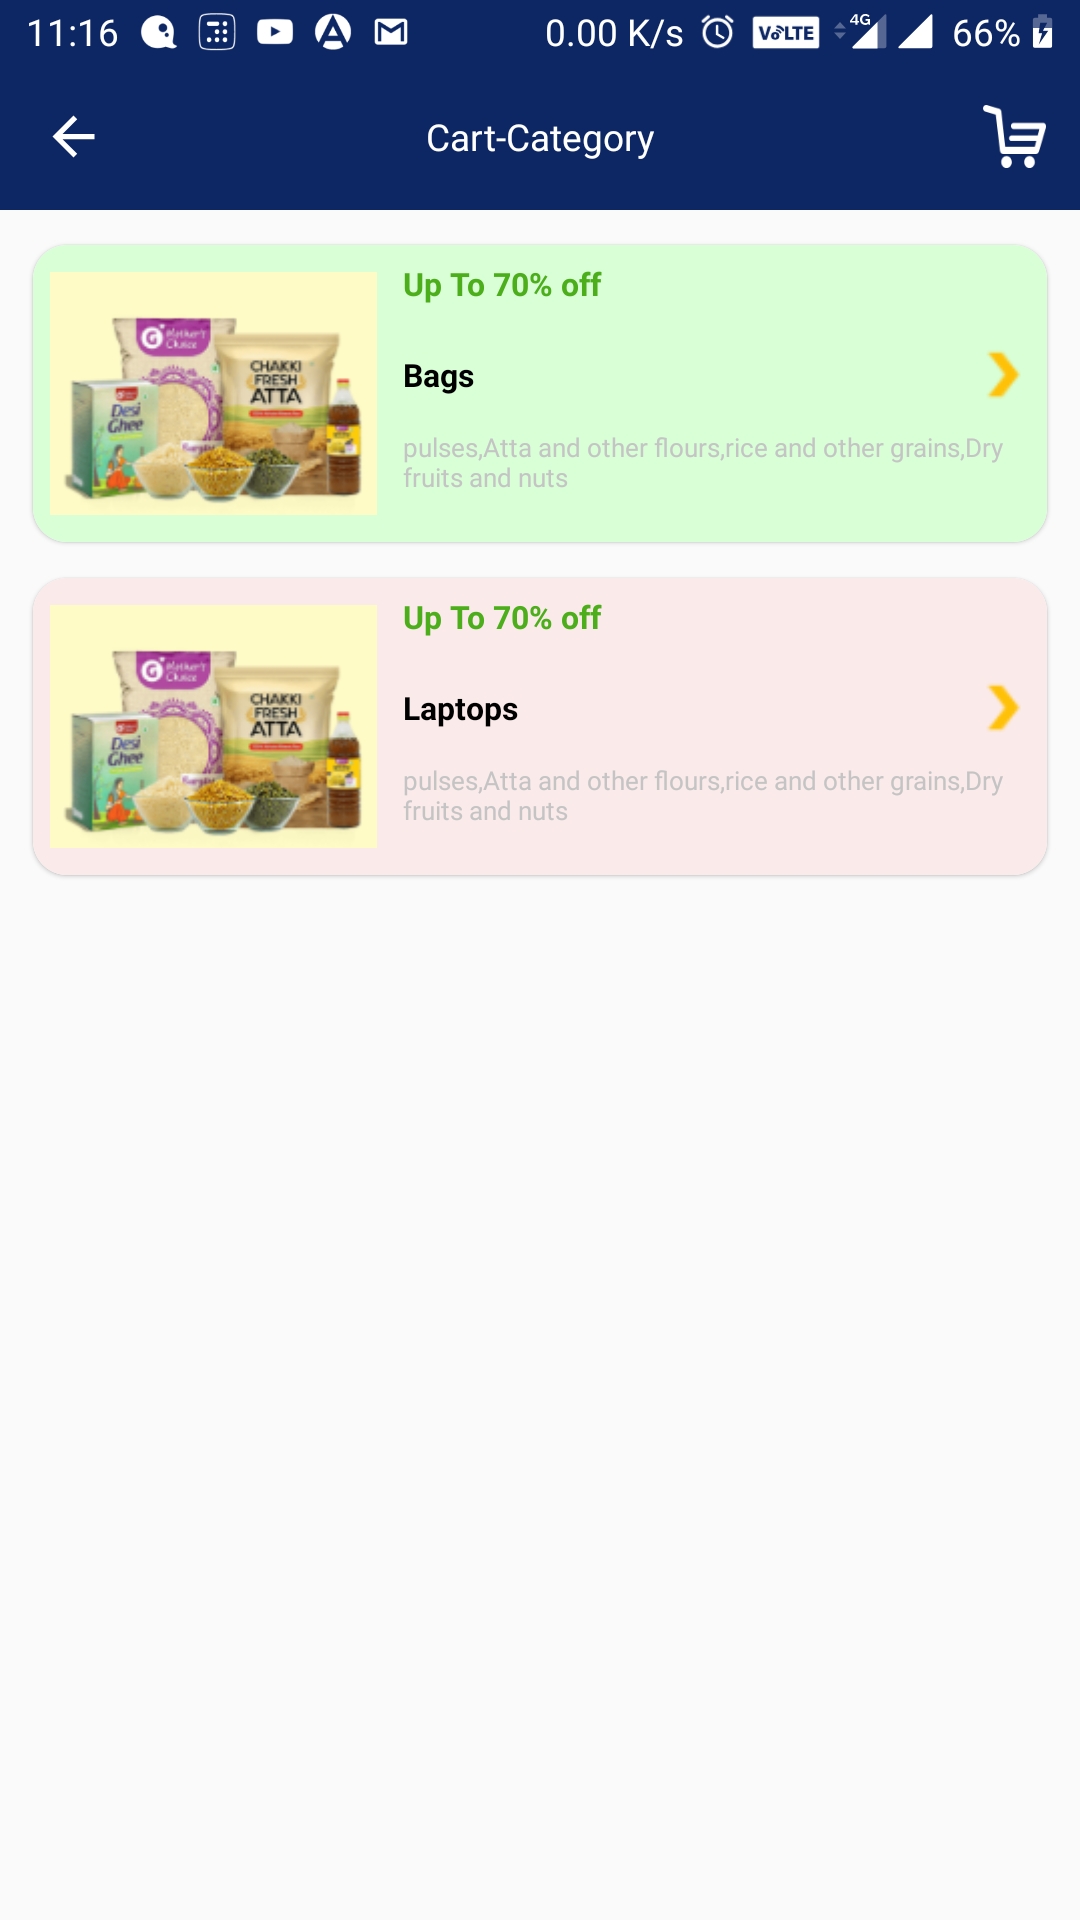 11:16 0.00 K/s VoLTE 4G 66%
Cart-Category
Up To 70% off
Bags
pulses,Atta and other flours,rice and other grains,Dry
fruits and nuts
G Mother's
Choice
CHAKKI
FRESH
ATTA
Desi
Ghee
Up To 70% off
Laptops
pulses,Atta and other flours,rice and other grains,Dry
fruits and nuts
G Mother's
Choice
CHAKKI
FRESH
ATTA
Desi
Ghee